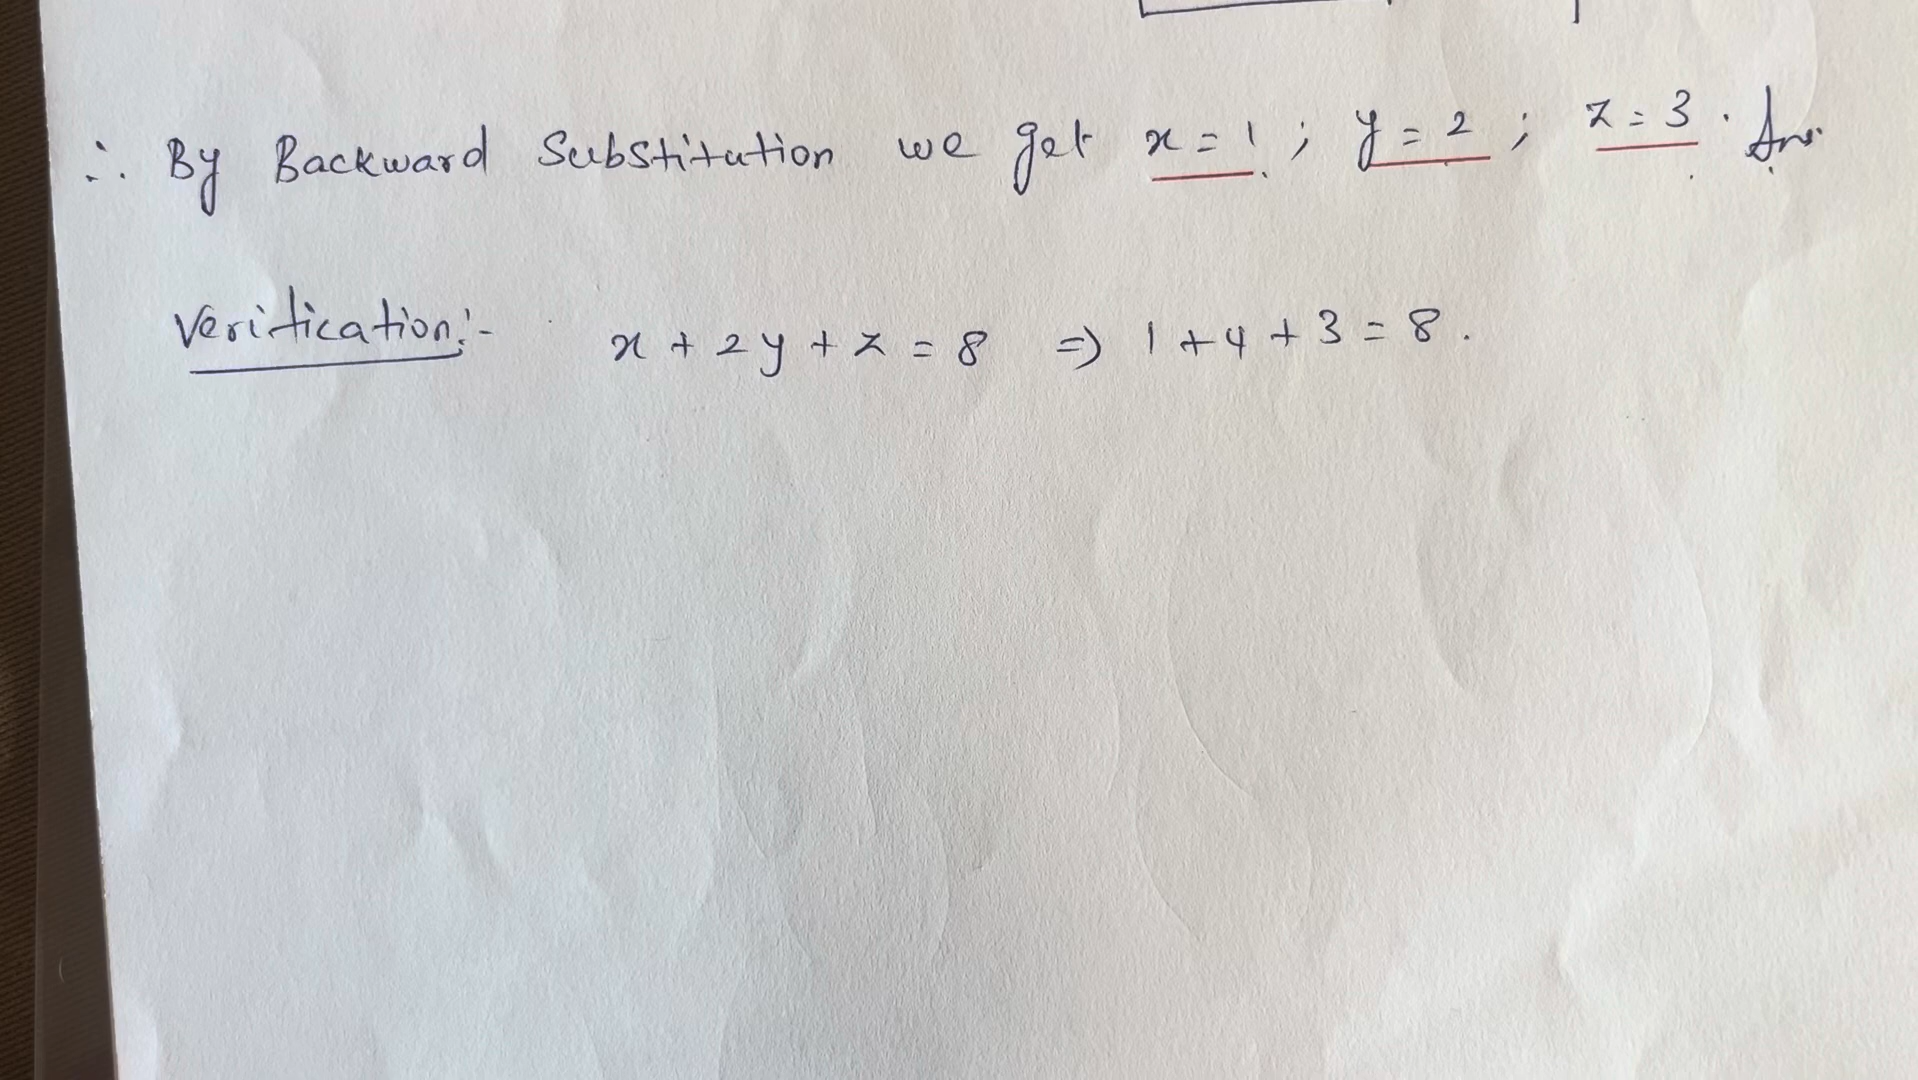 ∴ By Backward Substitution we get x = 1 ; y = 2 ; z = 3 . Ans.
Verification:- x + 2y + z = 8 ⇒ 1 + 4 + 3 = 8 .